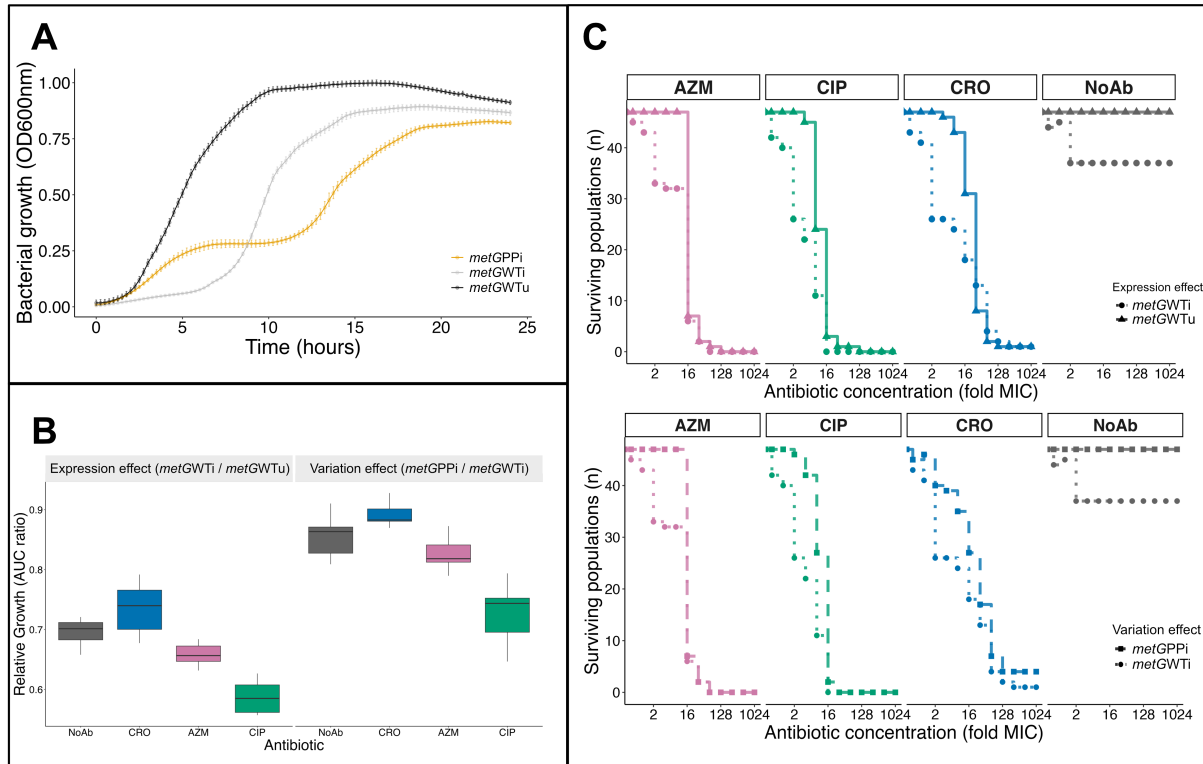 A
Bacterial growth (OD600nm)
1.00
0.75
0.50
0.25
0.00
metGPPi
metGWTi
metGWTu
0 5 10 15 20 25
Time (hours)
B
Expression effect (metGWTi / metGWTu) Variation effect (metGPPi / metGWTi)
Relative Growth (AUC ratio)
0.9
0.8
0.7
0.6
NoAb CRO AZM CIP NoAb CRO AZM CIP
Antibiotic
C
AZM CIP CRO NoAb
Surviving populations (n)
40
30
20
10
0
Expression effect
metGWTi
metGWTu
2 16 128 1024 2 16 128 1024 2 16 128 1024 2 16 128 1024
Antibiotic concentration (fold MIC)
AZM CIP CRO NoAb
Surviving populations (n)
40
30
20
10
0
Variation effect
metGPPi
metGWTi
2 16 128 1024 2 16 128 1024 2 16 128 1024 2 16 128 1024
Antibiotic concentration (fold MIC)